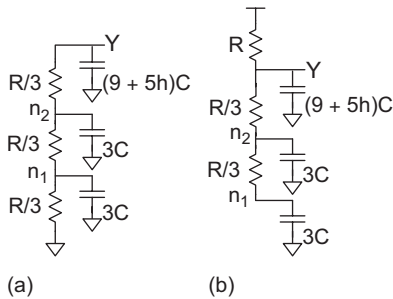 Y
R/3
(9 + 5h)C
n2
R/3
3C
n1
R/3
3C
(a)
R
Y
R/3
(9 + 5h)C
n2
R/3
3C
n1
3C
(b)